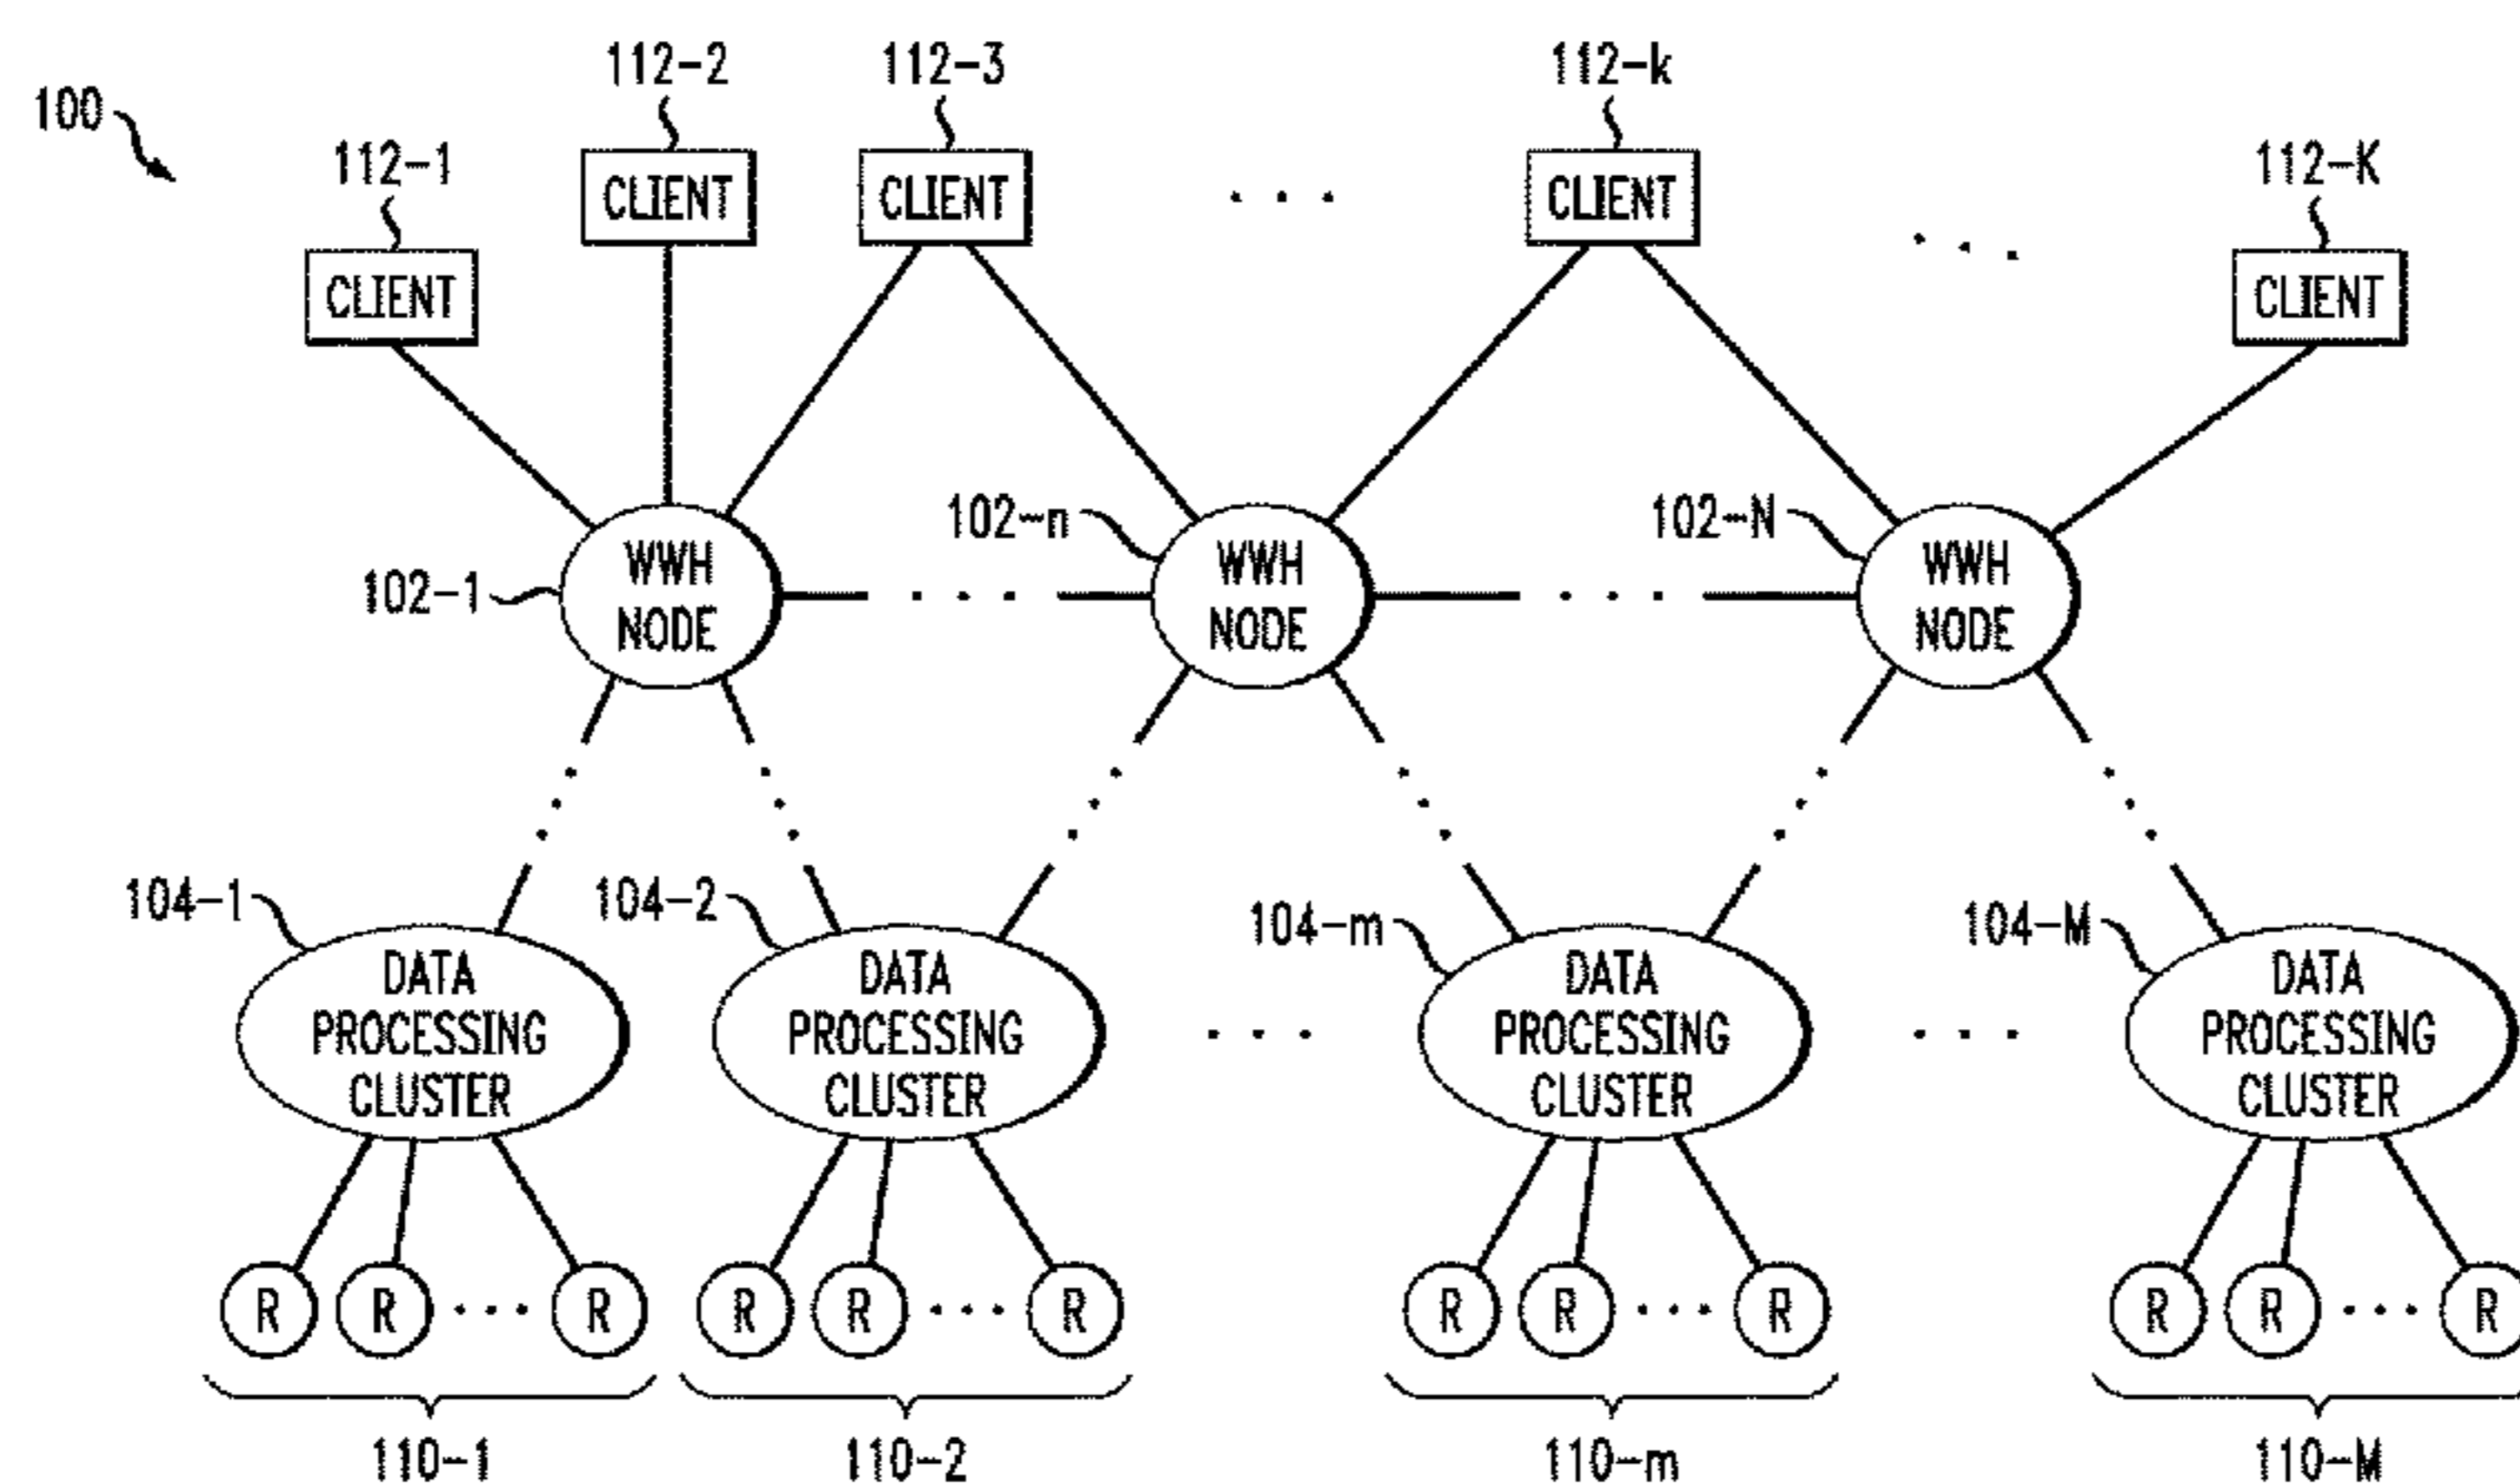 100
112-1
112-2
112-3
112-k
112-K
CLIENT
CLIENT
CLIENT
CLIENT
CLIENT
102-1
102-n
102-N
WWH
NODE
WWH
NODE
WWH
NODE
104-1
104-2
104-m
104-M
DATA
PROCESSING
CLUSTER
DATA
PROCESSING
CLUSTER
DATA
PROCESSING
CLUSTER
DATA
PROCESSING
CLUSTER
R R ... R
R R ... R
R R ... R
R R ... R
110-1
110-2
110-m
110-M